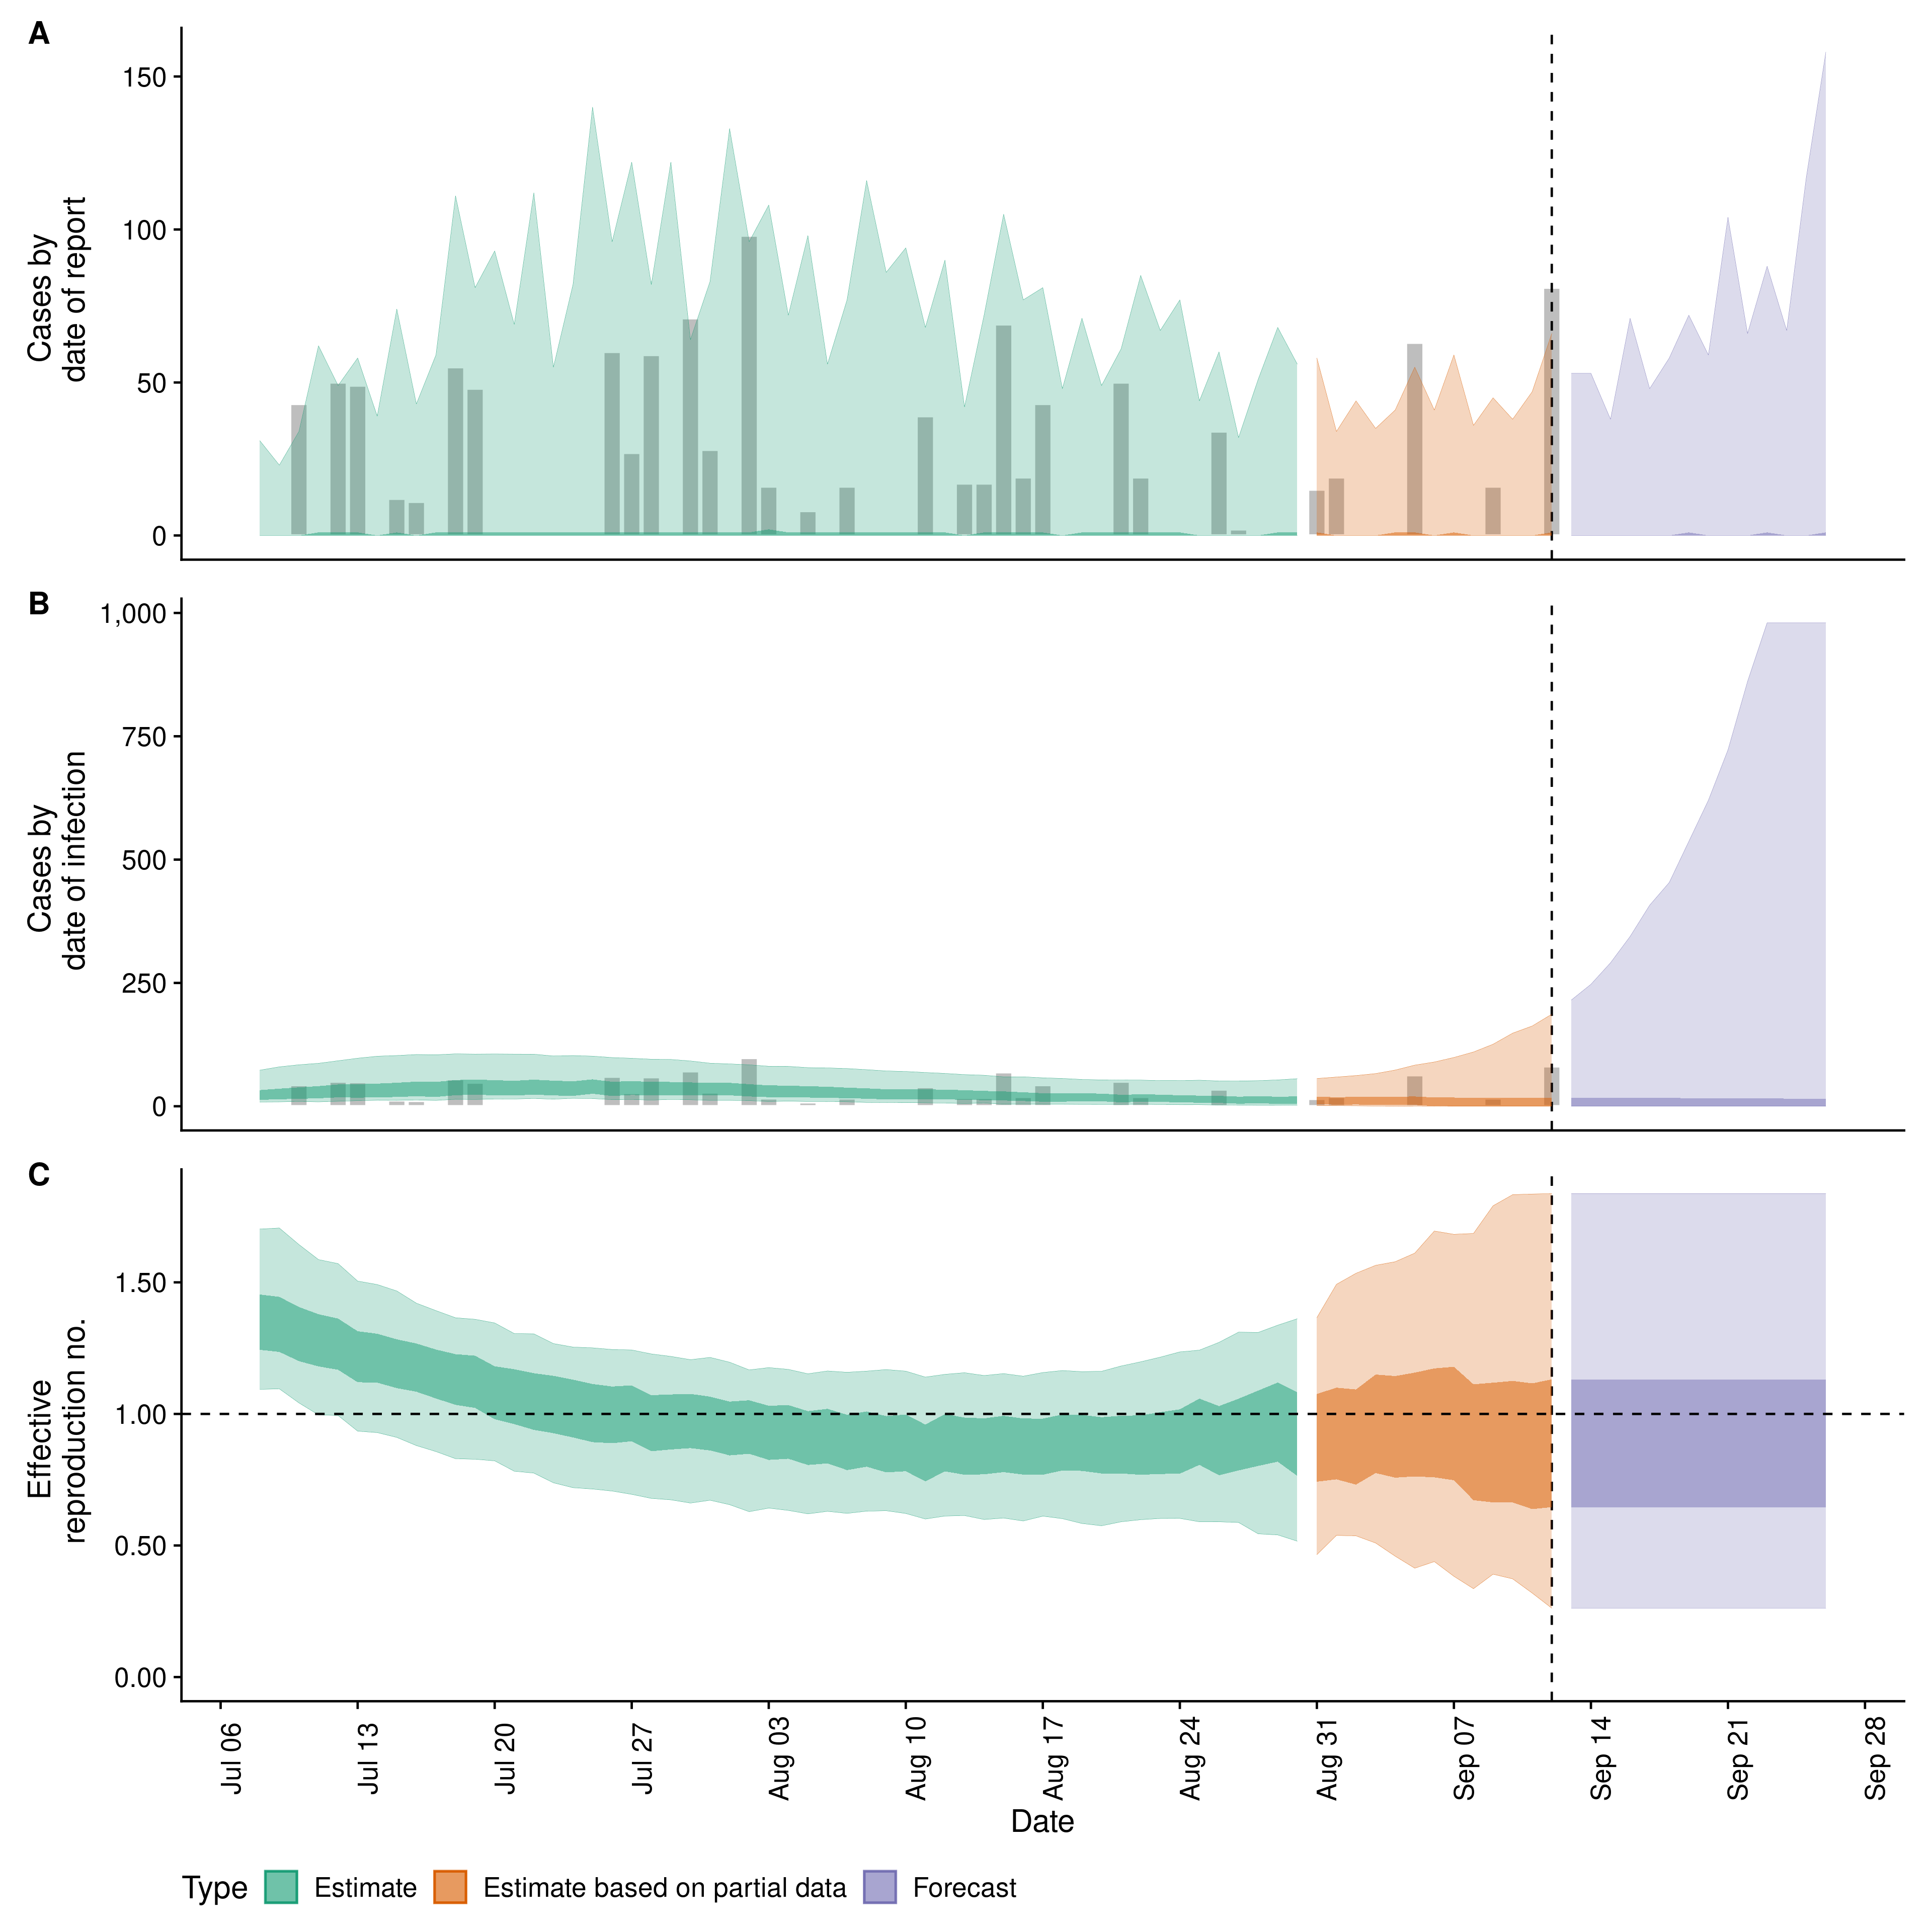 A
Cases by
date of report
150
100
50
0
B
Cases by
date of infection
1,000
750
500
250
0
C
Effective
reproduction no.
1.50
1.00
0.50
0.00
Jul 06
Jul 13
Jul 20
Jul 27
Aug 03
Aug 10
Aug 17
Aug 24
Aug 31
Sep 07
Sep 14
Sep 21
Sep 28
Date
Type Estimate Estimate based on partial data Forecast